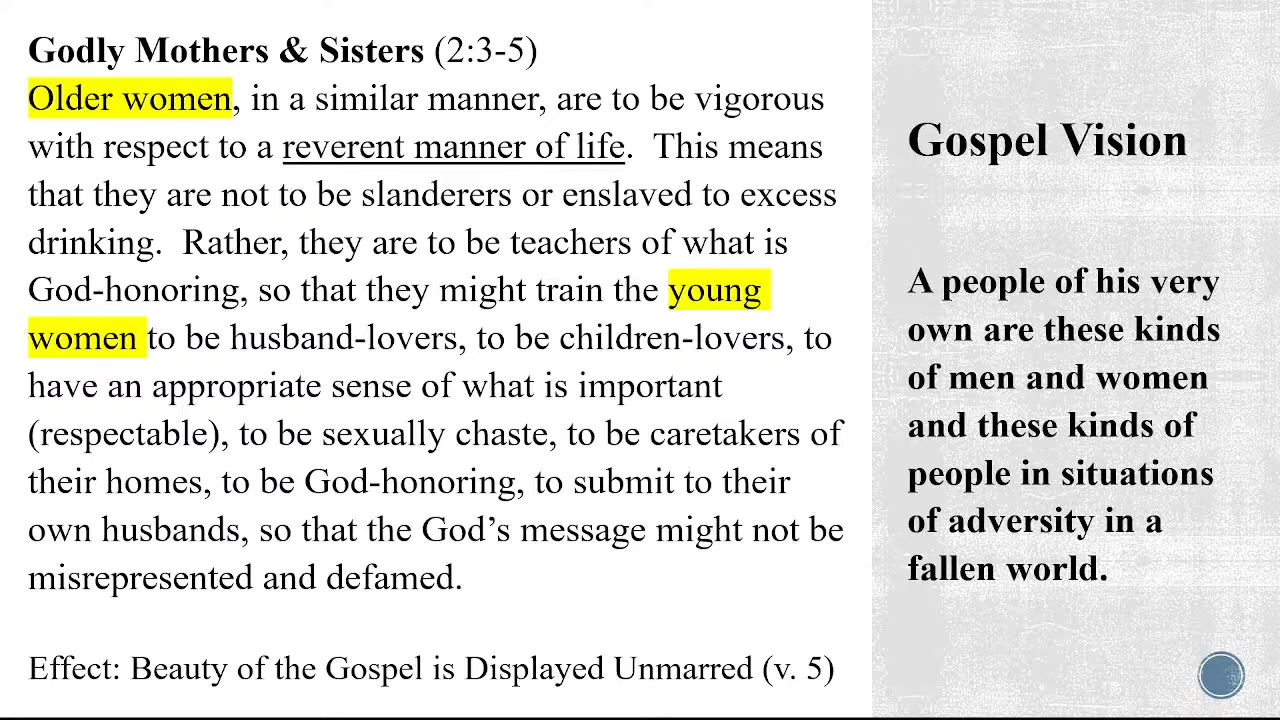 Godly Mothers & Sisters (2:3-5)
Older women, in a similar manner, are to be vigorous
with respect to a reverent manner of life.  This means
that they are not to be slanderers or enslaved to excess
drinking.  Rather, they are to be teachers of what is
God-honoring, so that they might train the young
women to be husband-lovers, to be children-lovers, to
have an appropriate sense of what is important
(respectable), to be sexually chaste, to be caretakers of
their homes, to be God-honoring, to submit to their
own husbands, so that the God’s message might not be
misrepresented and defamed.
Effect: Beauty of the Gospel is Displayed Unmarred (v. 5)
Gospel Vision
A people of his very
own are these kinds
of men and women
and these kinds of
people in situations
of adversity in a
fallen world.